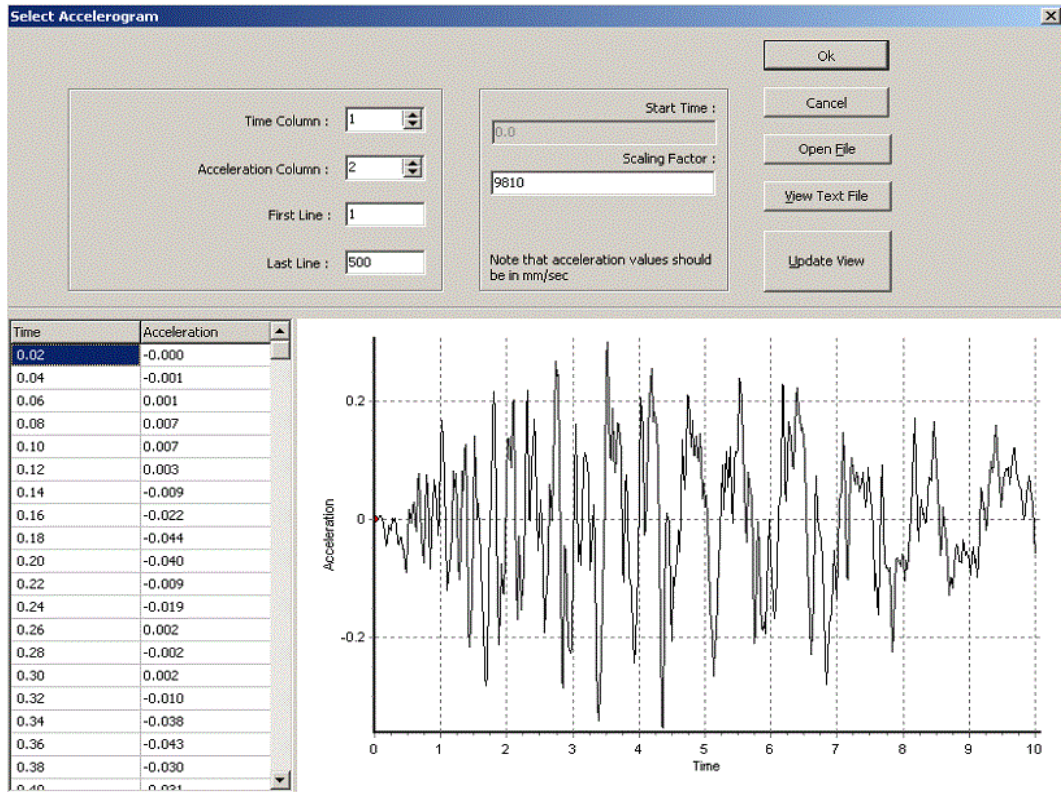 Select Accelerogram
Ok
Time Column : 1
Start Time :
Cancel
0.0
Acceleration Column : 2
Scaling Factor :
Open File
9810
First Line : 1
View Text File
Last Line : 500
Note that acceleration values should
be in mm/sec
Update View
Time Acceleration
0.02 -0.000
0.04 -0.001
0.06 0.001
0.08 0.007
0.10 0.007
0.12 0.003
0.14 -0.009
0.16 -0.022
0.18 -0.044
0.20 -0.040
0.22 -0.009
0.24 -0.019
0.26 0.002
0.28 -0.002
0.30 0.002
0.32 -0.010
0.34 -0.038
0.36 -0.043
0.38 -0.030
0.40 -0.031
Acceleration
0.2
0
-0.2
0 1 2 3 4 5 6 7 8 9 10
Time